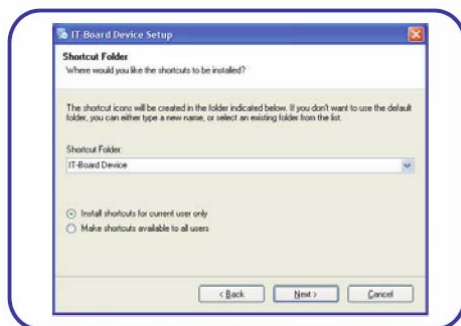 IT-Board Device Setup
Shortcut Folder
Where would you like the shortcuts to be installed?
The shortcut icons will be created in the folder indicated below. If you don't want to use the default
folder, you can either type a new name, or select an existing folder from the list.
Shortcut Folder:
IT-Board Device
Install shortcuts for current user only
Make shortcuts available to all users
< Back
Next >
Cancel